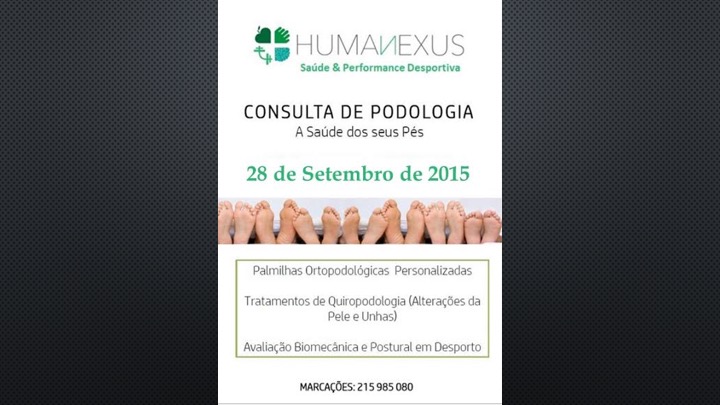 HUMANEXUS
Saúde & Performance Desportiva
CONSULTA DE PODOLOGIA
A Saúde dos seus Pés
28 de Setembro de 2015
Palmilhas Ortopodológicas Personalizadas
Tratamentos de Quiropodologia (Alterações da
Pele e Unhas)
Avaliação Biomecânica e Postural em Desporto
MARCAÇÕES: 215 985 080